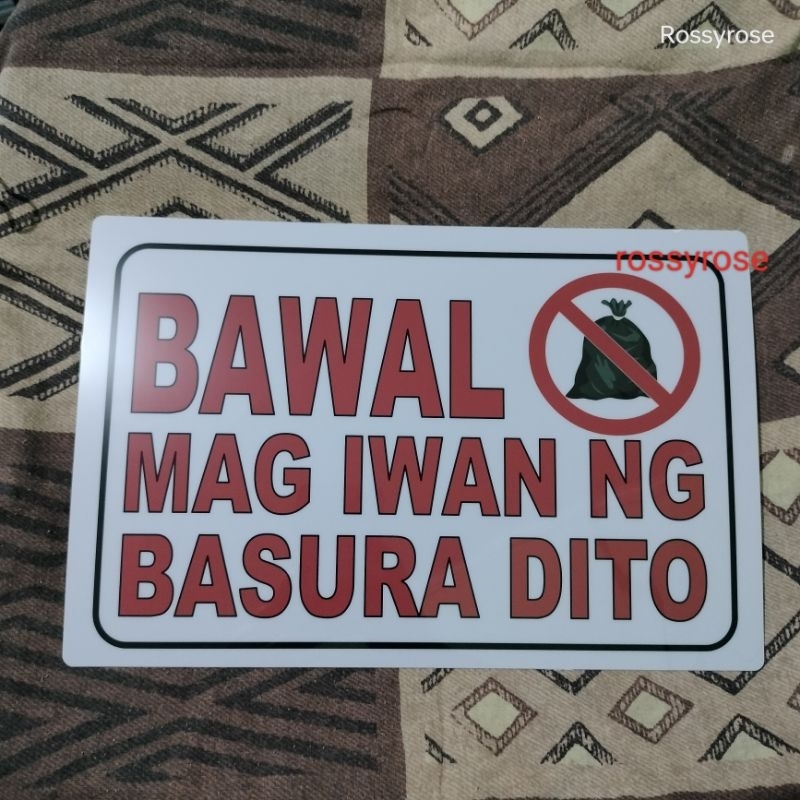 Rossyrose
rossyrose
BAWAL
MAG IWAN NG
BASURA DITO